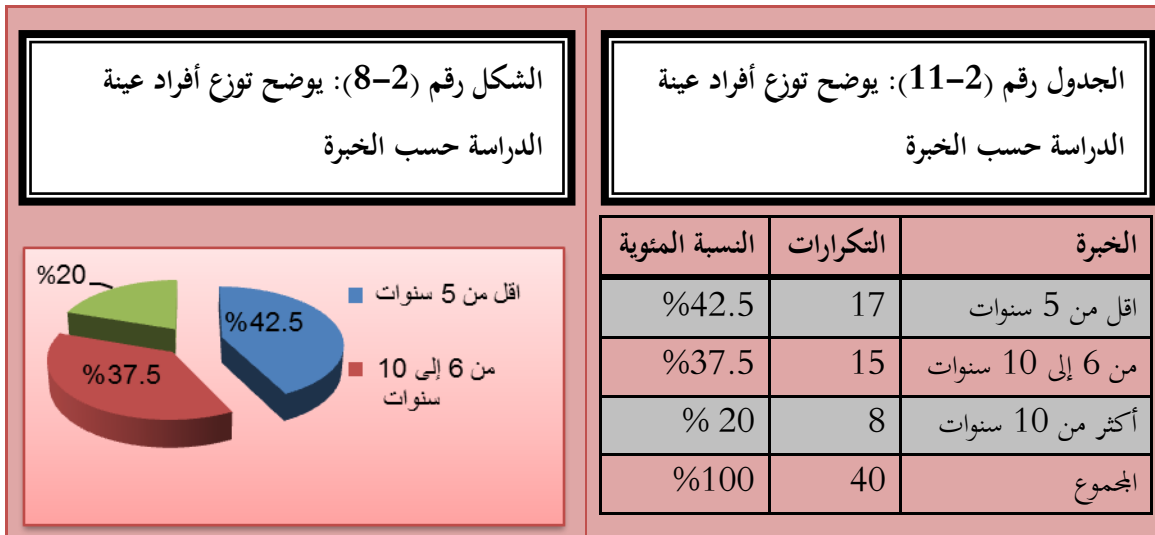 الجدول رقم (2–11): يوضح توزع أفراد عينة
الدراسة حسب الخبرة
الخبرة التكرارات النسبة المئوية
اقل من 5 سنوات 17 %42.5
من 6 إلى 10 سنوات 15 %37.5
أكثر من 10 سنوات 8 % 20
المجموع 40 %100
الشكل رقم (2–8): يوضح توزع أفراد عينة
الدراسة حسب الخبرة
%20
%42.5
%37.5
اقل من 5 سنوات
من 6 إلى 10
سنوات